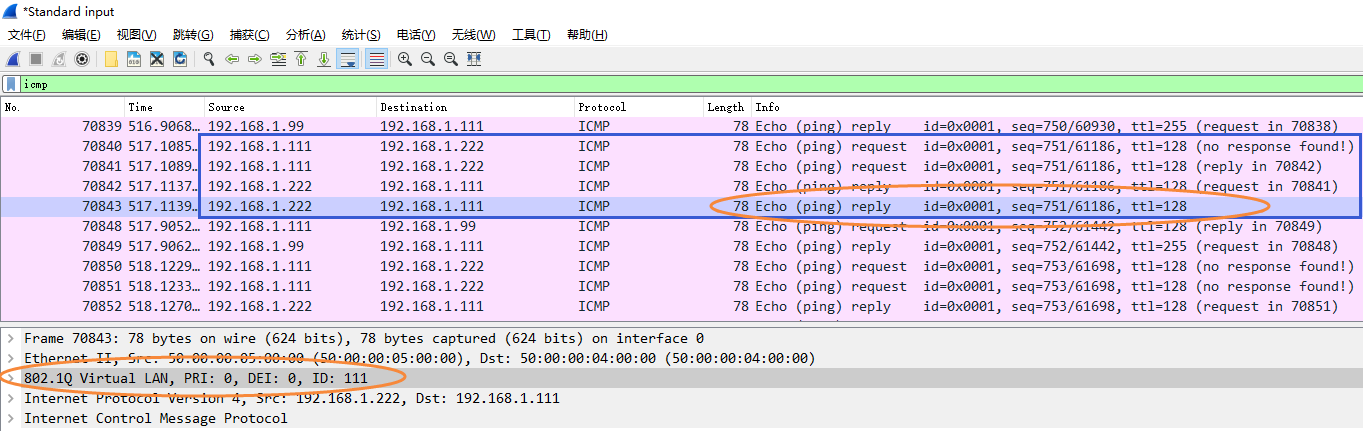 *Standard input
文件(F) 编辑(E) 视图(V) 跳转(G) 捕获(C) 分析(A) 统计(S) 电话(Y) 无线(W) 工具(T) 帮助(H)
icmp
No. Time Source Destination Protocol Length Info
70839 516.9068… 192.168.1.99 192.168.1.111 ICMP 78 Echo (ping) reply id=0x0001, seq=750/60930, ttl=255 (request in 70838)
70840 517.1085… 192.168.1.111 192.168.1.222 ICMP 78 Echo (ping) request id=0x0001, seq=751/61186, ttl=128 (no response found!)
70841 517.1089… 192.168.1.111 192.168.1.222 ICMP 78 Echo (ping) request id=0x0001, seq=751/61186, ttl=128 (reply in 70842)
70842 517.1137… 192.168.1.222 192.168.1.111 ICMP 78 Echo (ping) reply id=0x0001, seq=751/61186, ttl=128 (request in 70841)
70843 517.1139… 192.168.1.222 192.168.1.111 ICMP 78 Echo (ping) reply id=0x0001, seq=751/61186, ttl=128
70848 517.9052… 192.168.1.111 192.168.1.99 ICMP 78 Echo (ping) request id=0x0001, seq=752/61442, ttl=128 (reply in 70849)
70849 517.9062… 192.168.1.99 192.168.1.111 ICMP 78 Echo (ping) reply id=0x0001, seq=752/61442, ttl=255 (request in 70848)
70850 518.1229… 192.168.1.111 192.168.1.222 ICMP 78 Echo (ping) request id=0x0001, seq=753/61698, ttl=128 (no response found!)
70851 518.1233… 192.168.1.111 192.168.1.222 ICMP 78 Echo (ping) request id=0x0001, seq=753/61698, ttl=128 (no response found!)
70852 518.1270… 192.168.1.222 192.168.1.111 ICMP 78 Echo (ping) reply id=0x0001, seq=753/61698, ttl=128 (request in 70851)
Frame 70843: 78 bytes on wire (624 bits), 78 bytes captured (624 bits) on interface 0
Ethernet II, Src: 50:00:00:05:00:00 (50:00:00:05:00:00), Dst: 50:00:00:04:00:00 (50:00:00:04:00:00)
802.1Q Virtual LAN, PRI: 0, DEI: 0, ID: 111
Internet Protocol Version 4, Src: 192.168.1.222, Dst: 192.168.1.111
Internet Control Message Protocol